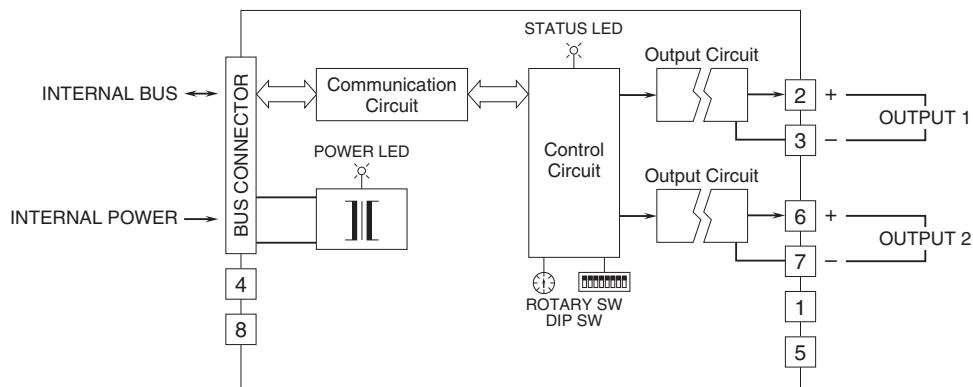 STATUS LED
Output Circuit
INTERNAL BUS
BUS CONNECTOR
Communication
Circuit
2
+
OUTPUT 1
3
–
POWER LED
Control
Circuit
Output Circuit
INTERNAL POWER
6
+
OUTPUT 2
7
–
4
ROTARY SW
DIP SW
1
8
5